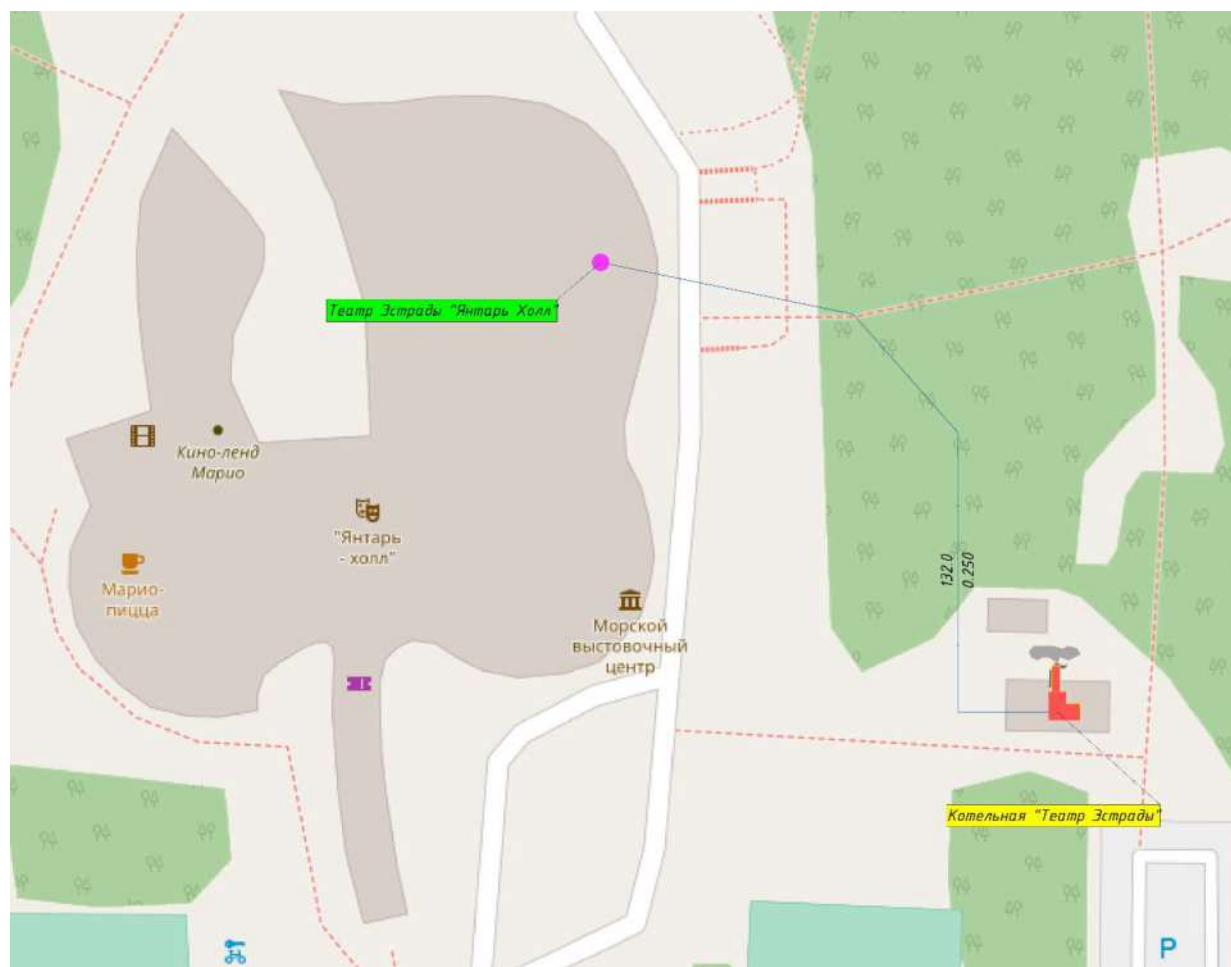 Театр Эстрады "Янтарь Холл"
Кино-ленд
Марио
"Янтарь
- холл"
132.0
0.250
Марио-
пицца
Морской
выстовочный
центр
Котельная "Театр Эстрады"
P